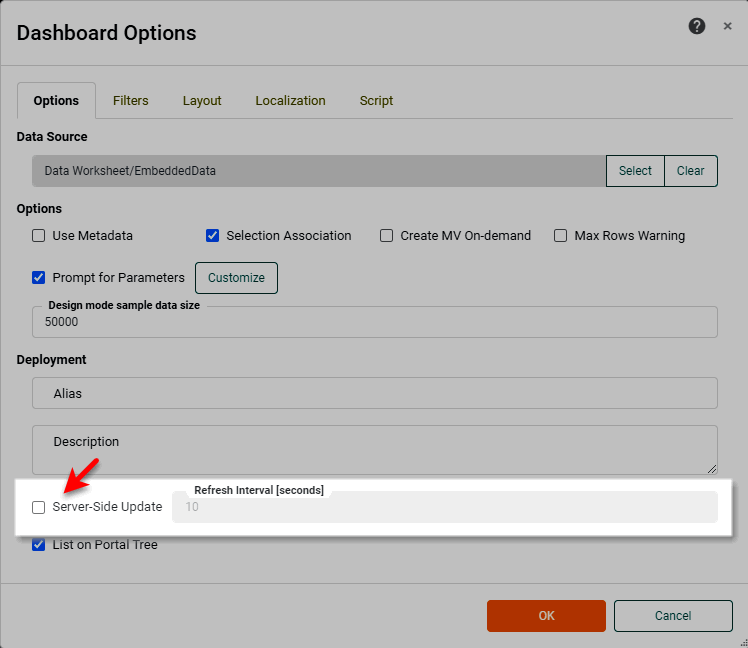 Dashboard Options
? ×
Options Filters Layout Localization Script
Data Source
Data Worksheet/EmbeddedData Select Clear
Options
Use Metadata Selection Association Create MV On-demand Max Rows Warning
Prompt for Parameters Customize
Design mode sample data size
50000
Deployment
Alias
Description
Refresh Interval [seconds]
Server-Side Update 10
List on Portal Tree
OK Cancel